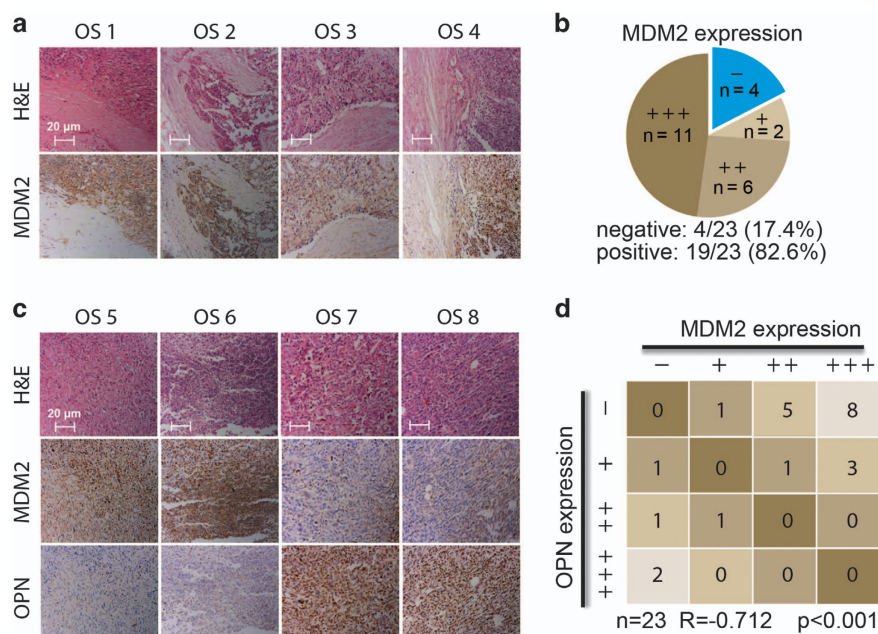 a
OS 1 OS 2 OS 3 OS 4
H&E
20 μm
MDM2
b
MDM2 expression
− n = 4
+ n = 2
++ n = 6
+++ n = 11
negative: 4/23 (17.4%)
positive: 19/23 (82.6%)
c
OS 5 OS 6 OS 7 OS 8
H&E
20 μm
MDM2
OPN
d
MDM2 expression
− + ++ +++
OPN expression
− 0 1 5 8
+ 1 0 1 3
++ 1 1 0 0
+++ 2 0 0 0
n=23 R=-0.712 p<0.001